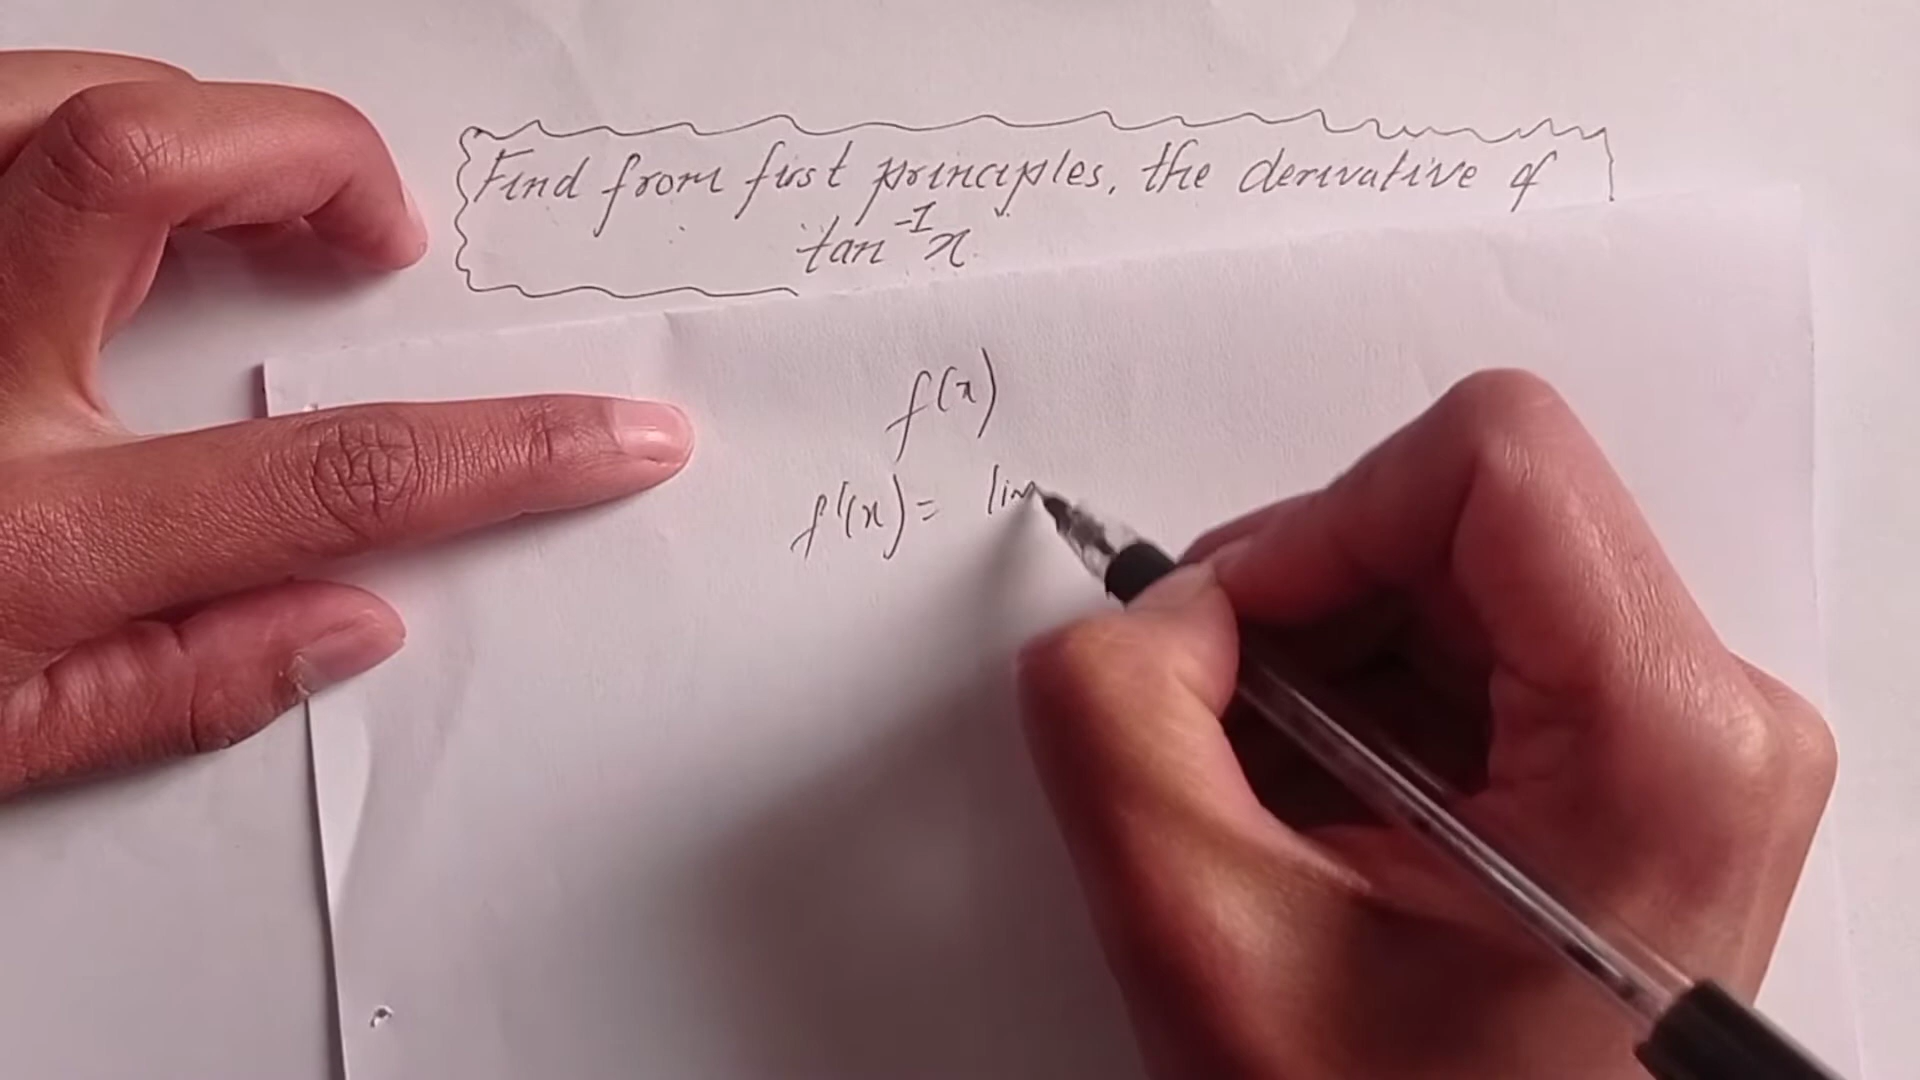 Find from first principles, the derivative of
tan⁻¹x
f(x)
f'(x) = lim